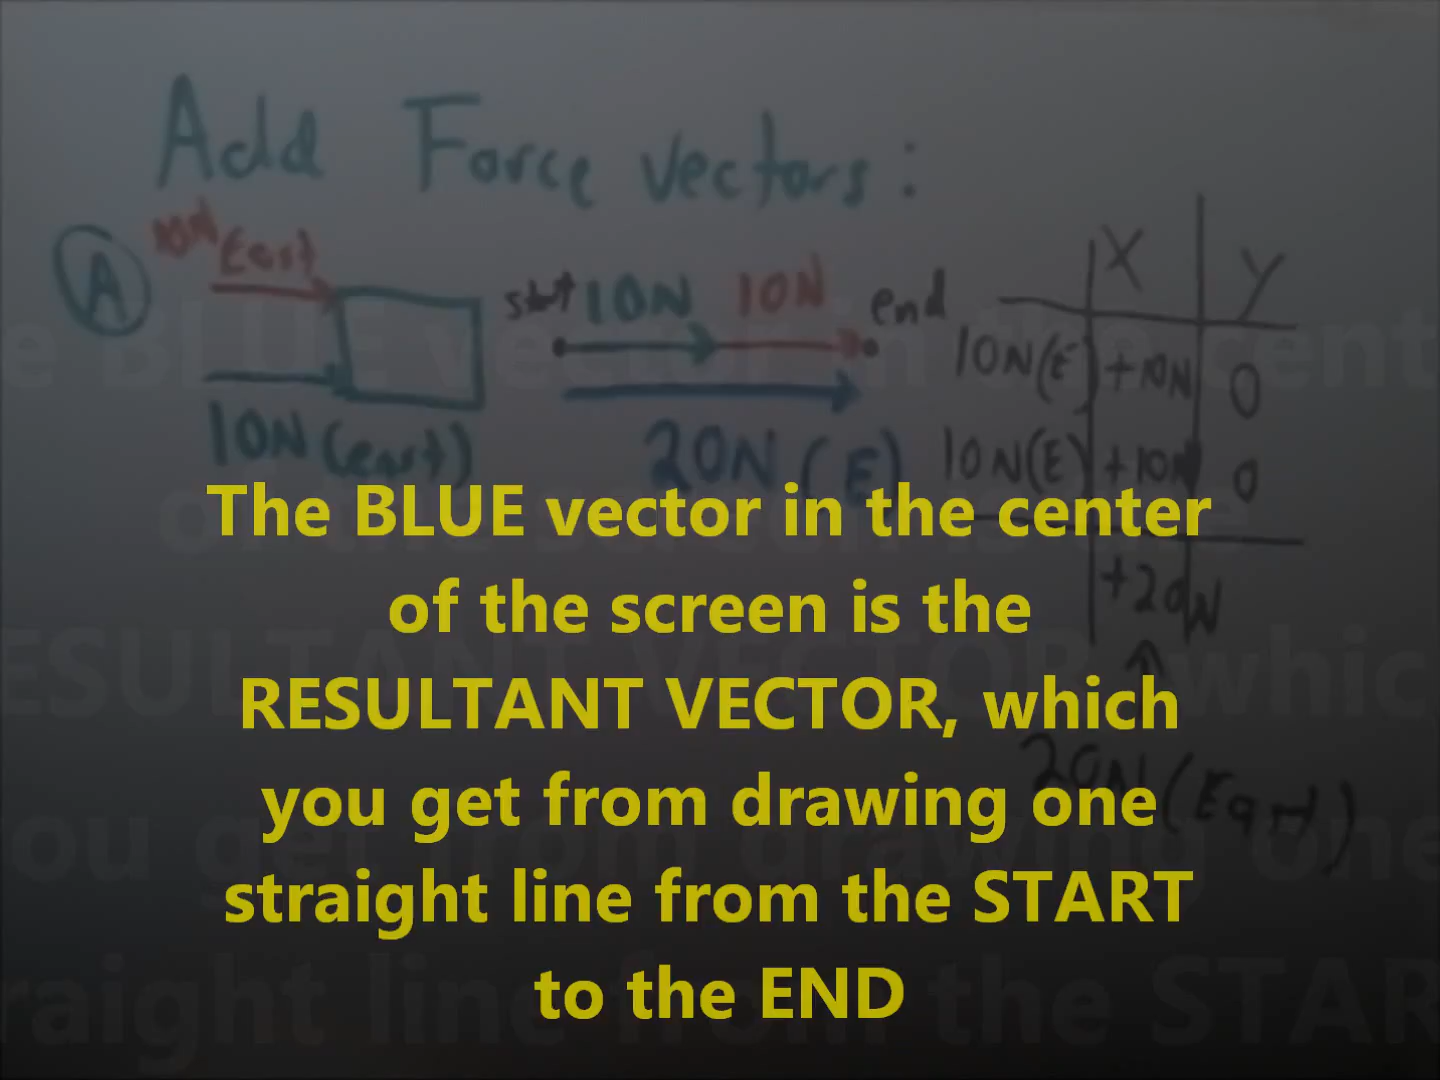 Add Force vectors:
A
10N East
10N (east)
start 10N 10N end
20N (E)
X Y
10N(E) +10N 0
10N(E) +10N 0
+20N
20N (East)
The BLUE vector in the center
of the screen is the
RESULTANT VECTOR, which
you get from drawing one
straight line from the START
to the END